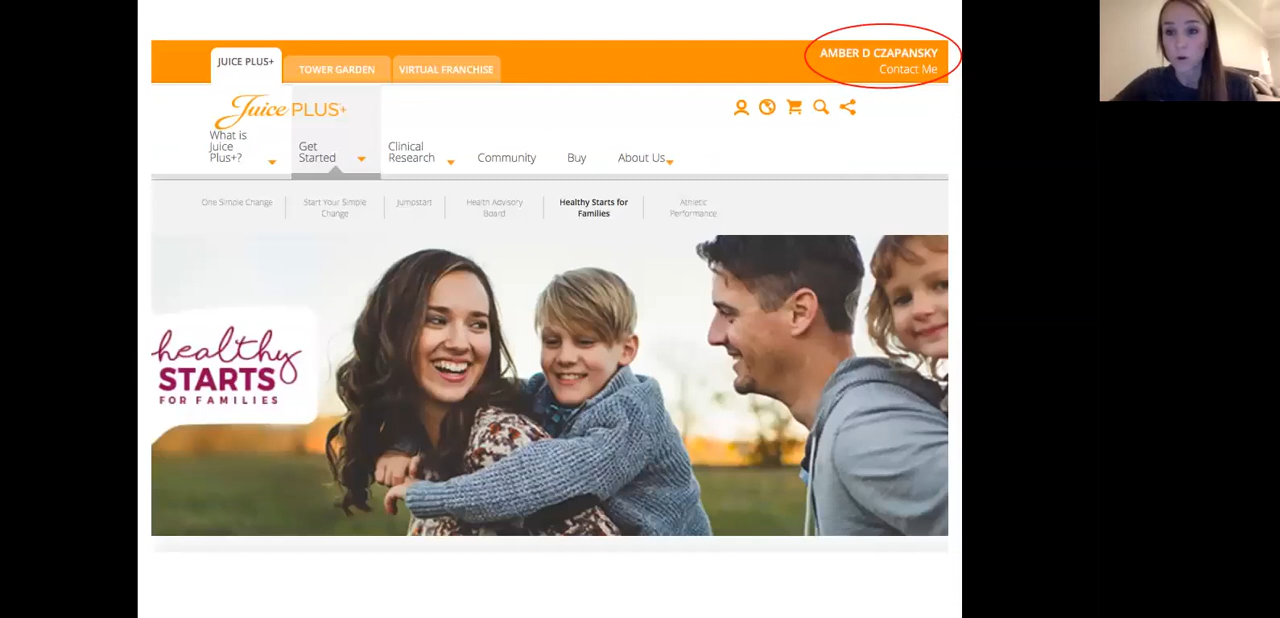 JUICE PLUS+
TOWER GARDEN
VIRTUAL FRANCHISE
AMBER D CZAPANSKY
Contact Me
Juice PLUS+
What is
Juice
Plus+?
Get
Started
Clinical
Research
Community
Buy
About Us
One Simple Change
Start Your Simple
Change
Jumpstart
Health Advisory
Board
Healthy Starts for
Families
Athletic
Performance
healthy
STARTS
FOR FAMILIES